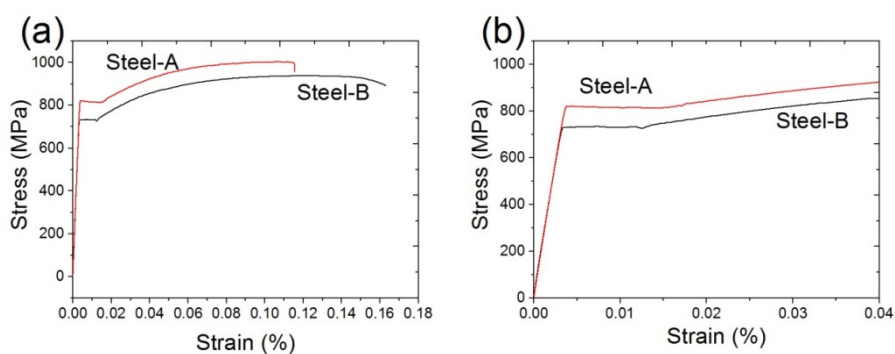 (a)
Steel-A
Steel-B
Stress (MPa)
1000
800
600
400
200
0
0.00 0.02 0.04 0.06 0.08 0.10 0.12 0.14 0.16 0.18
Strain (%)
(b)
Steel-A
Steel-B
Stress (MPa)
1000
800
600
400
200
0
0.00 0.01 0.02 0.03 0.04
Strain (%)